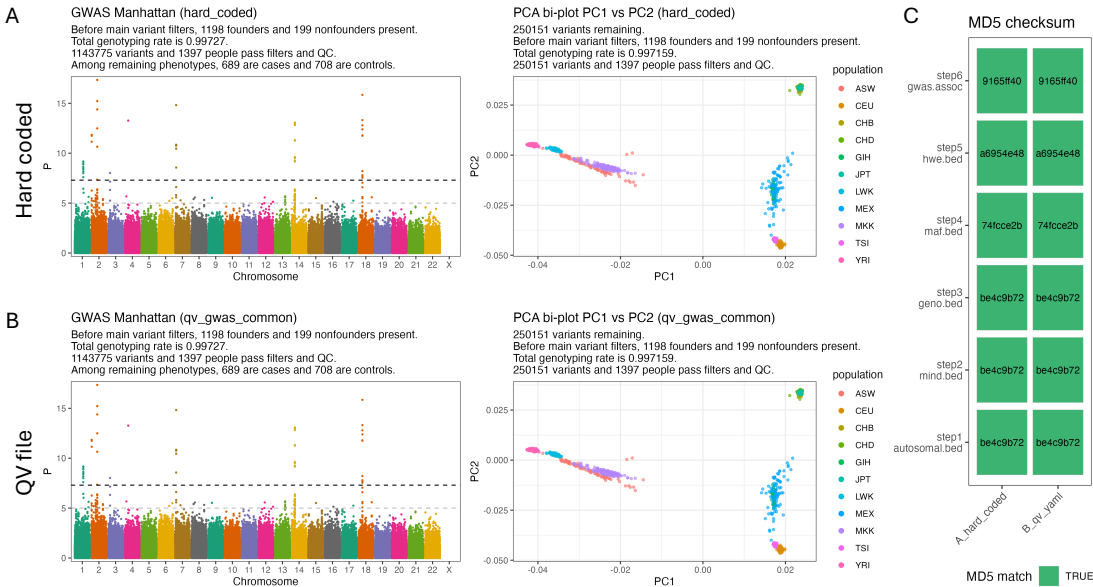 A
Hard coded
GWAS Manhattan (hard_coded)
Before main variant filters, 1198 founders and 199 nonfounders present.
Total genotyping rate is 0.99727.
1143775 variants and 1397 people pass filters and QC.
Among remaining phenotypes, 689 are cases and 708 are controls.
P
15
10
5
0
1 2 3 4 5 6 7 8 9 10 11 12 13 14 15 16 17 18 19 20 21 22 X
Chromosome
PCA bi-plot PC1 vs PC2 (hard_coded)
250151 variants remaining.
Before main variant filters, 1198 founders and 199 nonfounders present.
Total genotyping rate is 0.997159.
250151 variants and 1397 people pass filters and QC.
PC2
0.025
0.000
-0.025
-0.050
-0.04 -0.02 0.00 0.02
PC1
population
ASW
CEU
CHB
CHD
GIH
JPT
LWK
MEX
MKK
TSI
YRI
B
QV file
GWAS Manhattan (qv_gwas_common)
Before main variant filters, 1198 founders and 199 nonfounders present.
Total genotyping rate is 0.99727.
1143775 variants and 1397 people pass filters and QC.
Among remaining phenotypes, 689 are cases and 708 are controls.
P
15
10
5
0
1 2 3 4 5 6 7 8 9 10 11 12 13 14 15 16 17 18 19 20 21 22 X
Chromosome
PCA bi-plot PC1 vs PC2 (qv_gwas_common)
250151 variants remaining.
Before main variant filters, 1198 founders and 199 nonfounders present.
Total genotyping rate is 0.997159.
250151 variants and 1397 people pass filters and QC.
PC2
0.025
0.000
-0.025
-0.050
-0.04 -0.02 0.00 0.02
PC1
population
ASW
CEU
CHB
CHD
GIH
JPT
LWK
MEX
MKK
TSI
YRI
C
MD5 checksum
step6
gwas.assoc
9165ff40 9165ff40
step5
hwe.bed
a6954e48 a6954e48
step4
maf.bed
74fcce2b 74fcce2b
step3
geno.bed
be4c9b72 be4c9b72
step2
mind.bed
be4c9b72 be4c9b72
step1
autosomal.bed
be4c9b72 be4c9b72
A_hard_coded
B_qv_yaml
MD5 match TRUE